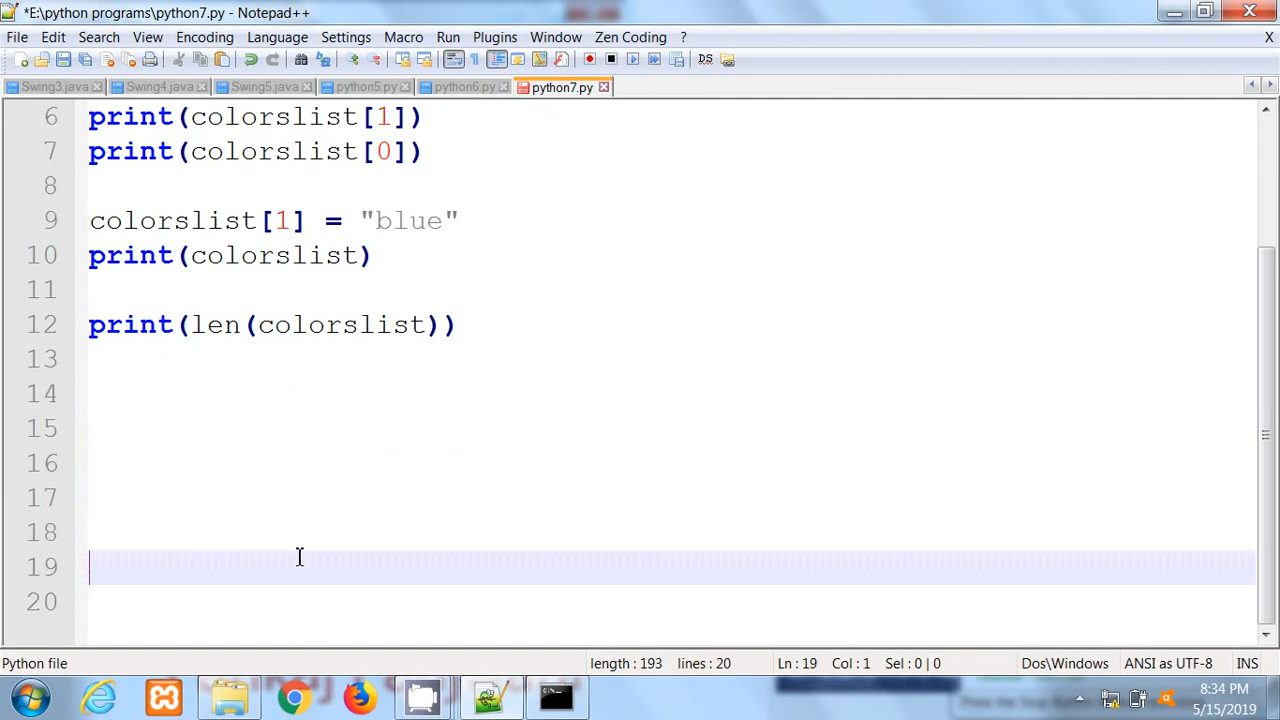 *E:\python programs\python7.py - Notepad++
File Edit Search View Encoding Language Settings Macro Run Plugins Window Zen Coding ? X
Swing3.java Swing4.java Swing5.java python5.py python6.py python7.py
6 print(colorslist[1])
7 print(colorslist[0])
8
9 colorslist[1] = "blue"
10 print(colorslist)
11
12 print(len(colorslist))
13
14
15
16
17
18
19
20
Python file length : 193 lines : 20 Ln : 19 Col : 1 Sel : 0 | 0 Dos\Windows ANSI as UTF-8 INS
8:34 PM
5/15/2019